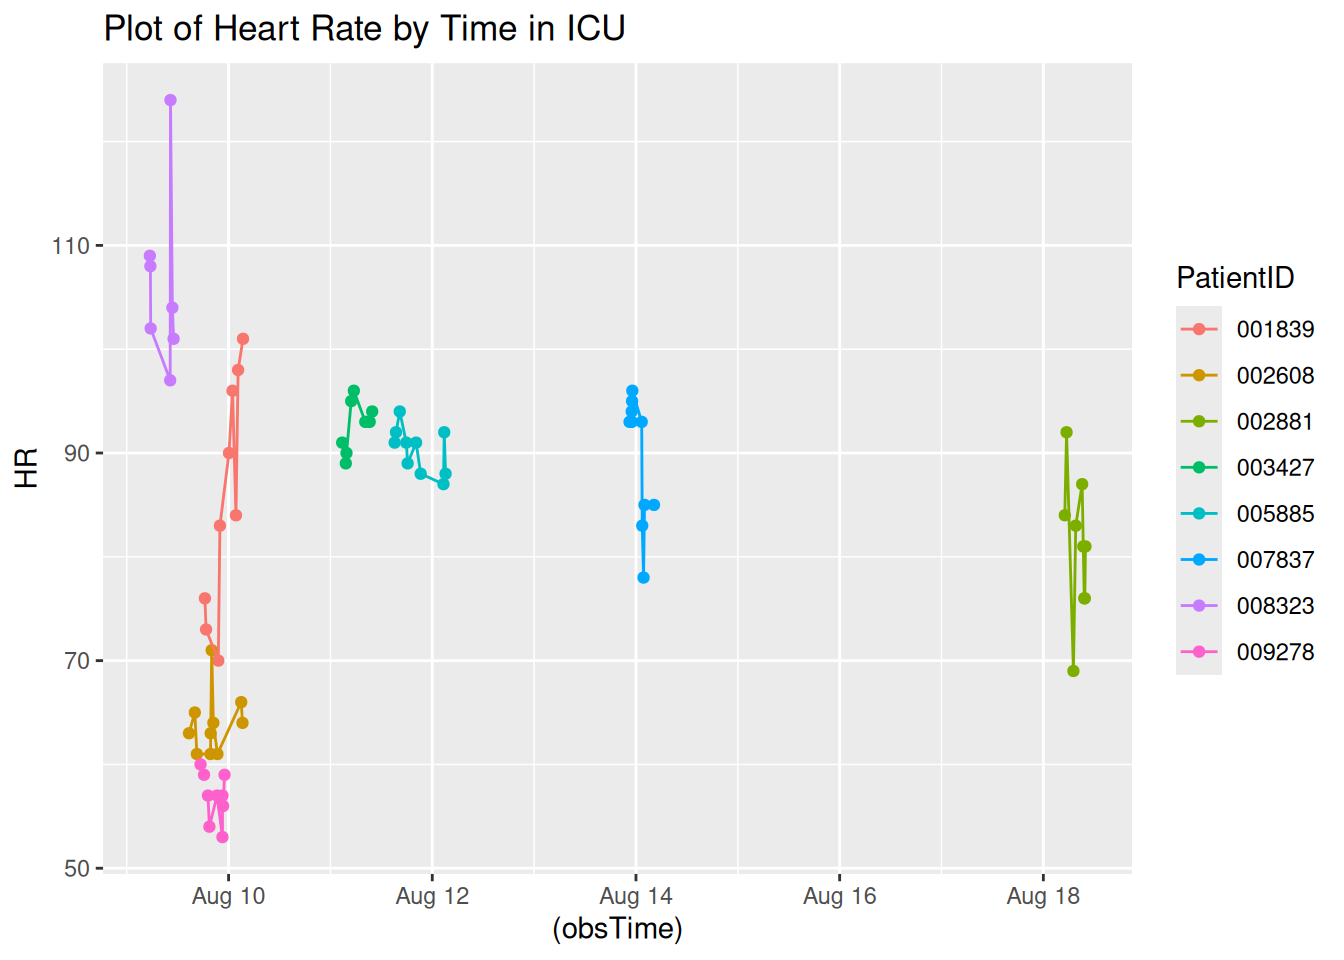 Plot of Heart Rate by Time in ICU
HR
110
90
70
50
Aug 10
Aug 12
Aug 14
Aug 16
Aug 18
(obsTime)
PatientID
001839
002608
002881
003427
005885
007837
008323
009278